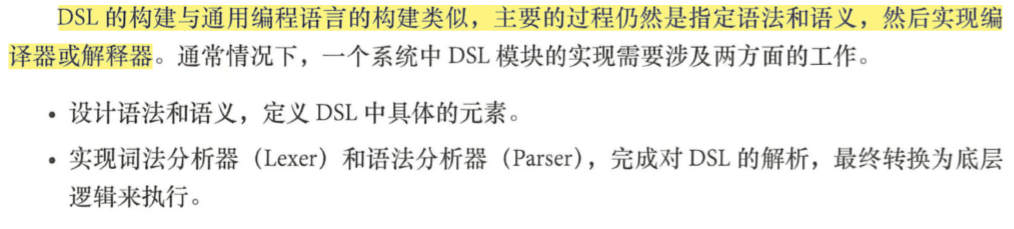 DSL 的构建与通用编程语言的构建类似，主要的过程仍然是指定语法和语义，然后实现编
译器或解释器。通常情况下，一个系统中 DSL 模块的实现需要涉及两方面的工作。
• 设计语法和语义，定义 DSL 中具体的元素。
• 实现词法分析器（Lexer）和语法分析器（Parser），完成对 DSL 的解析，最终转换为底层
逻辑来执行。